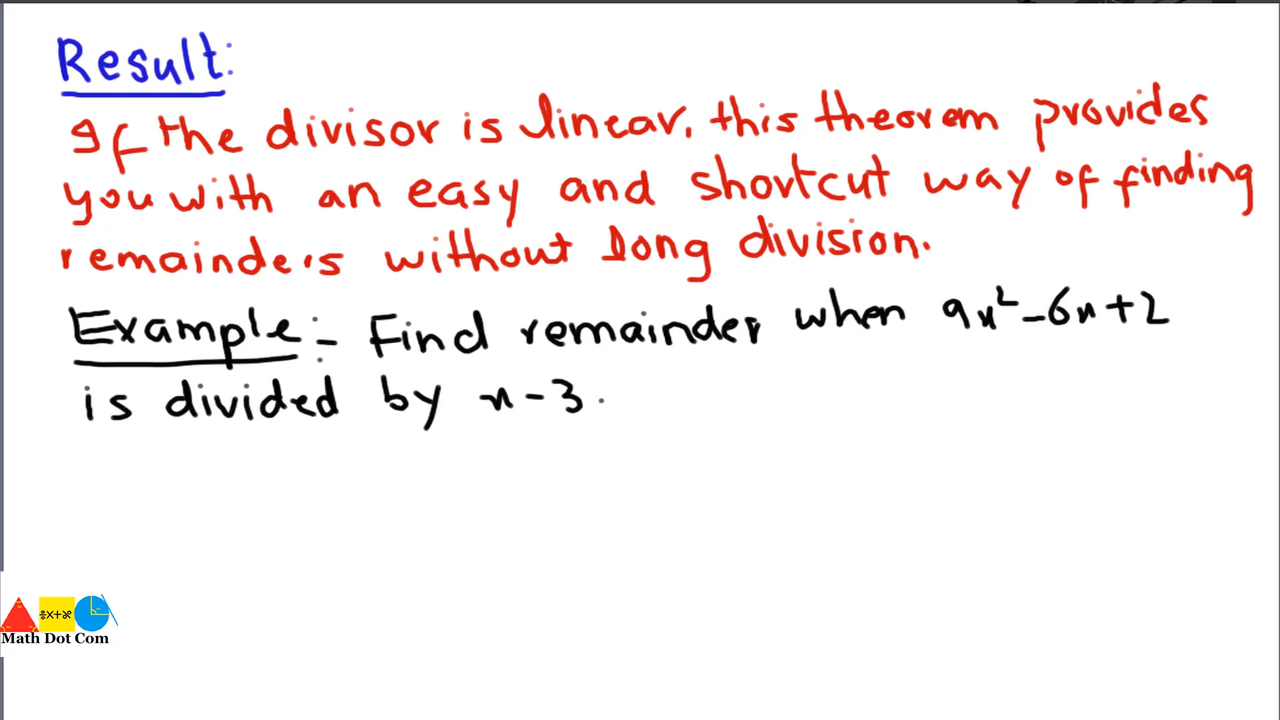 Result:
If the divisor is linear, this theorem provides
you with an easy and shortcut way of finding
remainders without long division.
Example:- Find remainder when 9x²-6x+2
is divided by x-3.
Math Dot Com